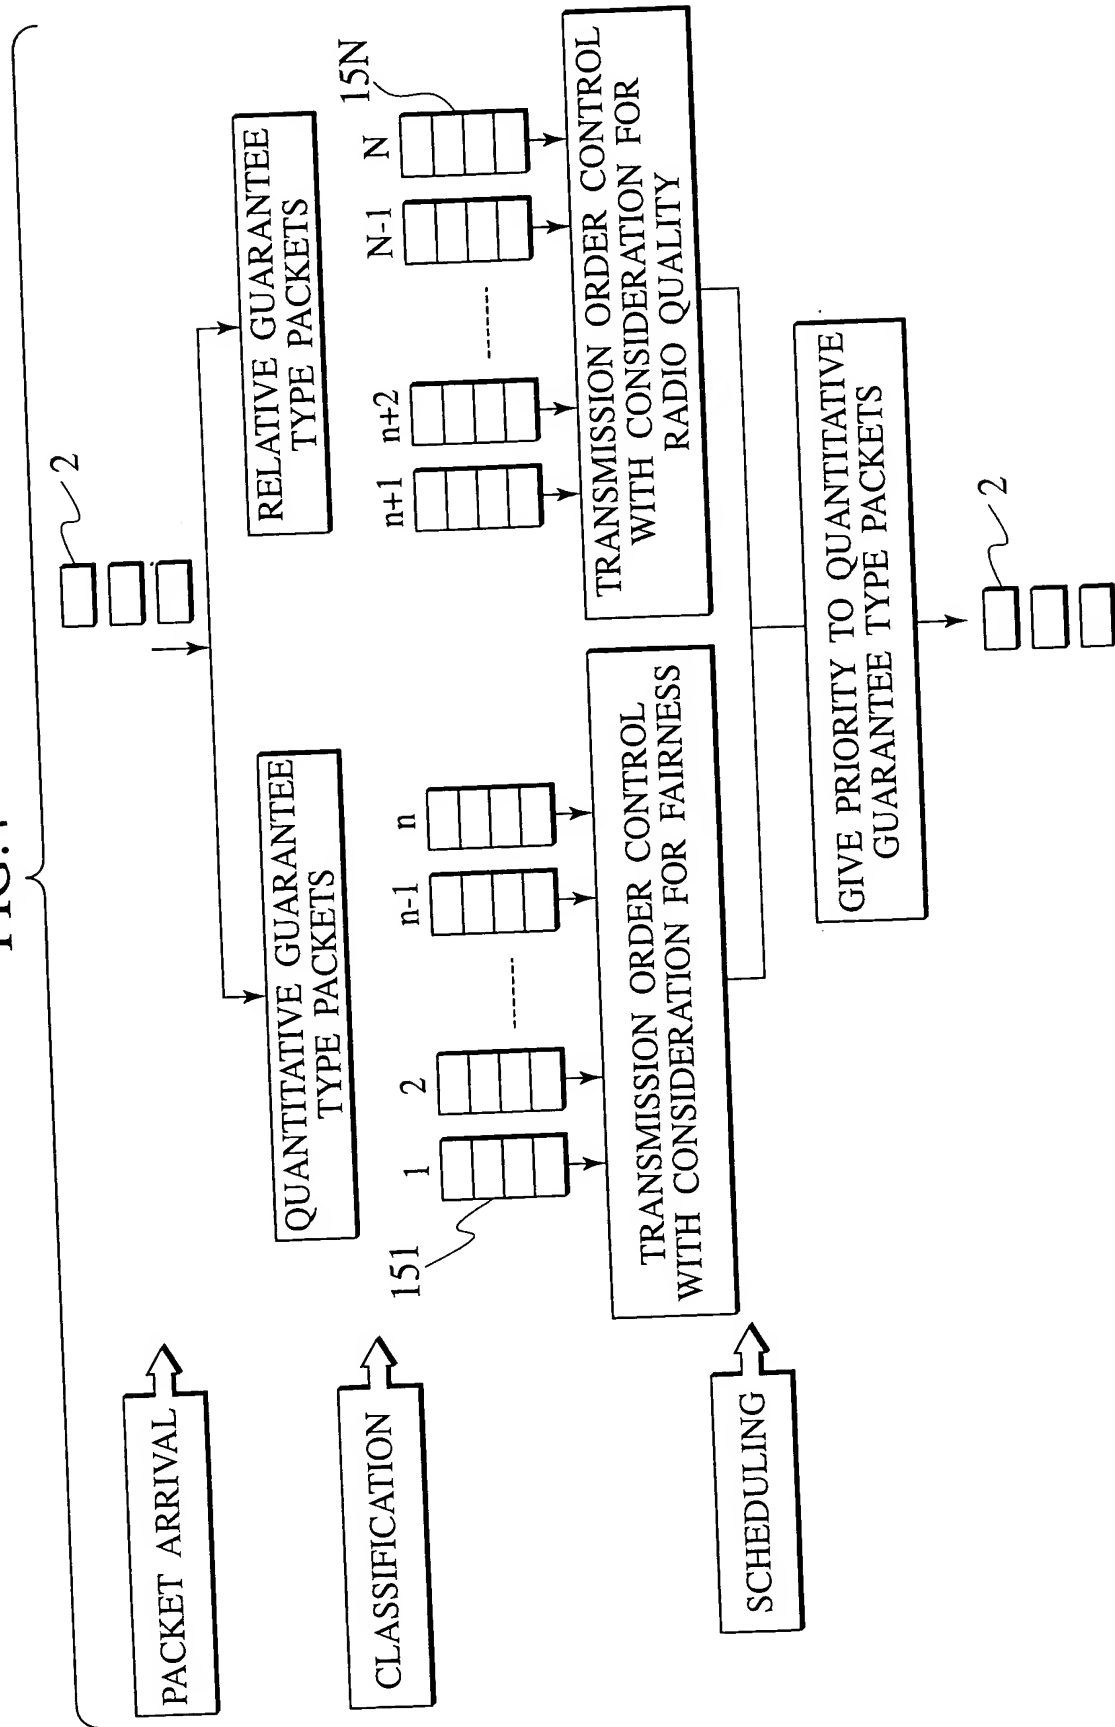 2
PACKET ARRIVAL
QUANTITATIVE GUARANTEE
TYPE PACKETS
RELATIVE GUARANTEE
TYPE PACKETS
CLASSIFICATION
151
1
2
n-1
n
n+1
n+2
N-1
N
15N
SCHEDULING
TRANSMISSION ORDER CONTROL
WITH CONSIDERATION FOR FAIRNESS
TRANSMISSION ORDER CONTROL
WITH CONSIDERATION FOR
RADIO QUALITY
GIVE PRIORITY TO QUANTITATIVE
GUARANTEE TYPE PACKETS
2